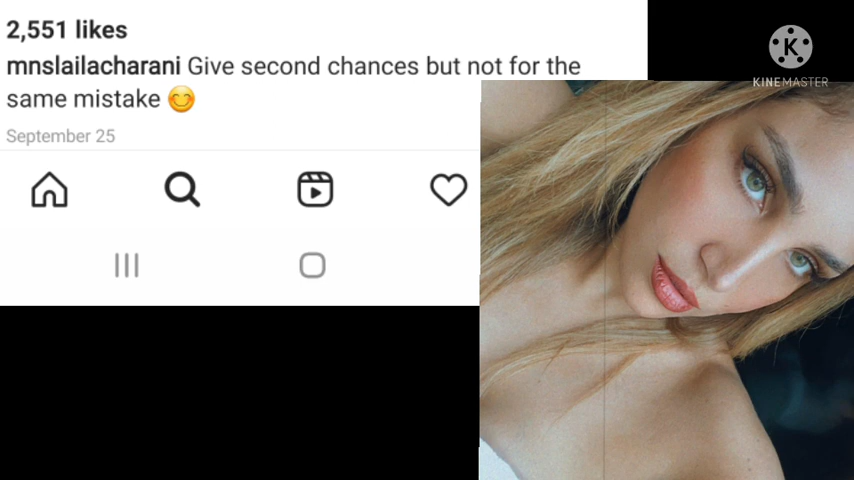 2,551 likes
mnslailacharani Give second chances but not for the
same mistake 😊
September 25
K
KINEMASTER